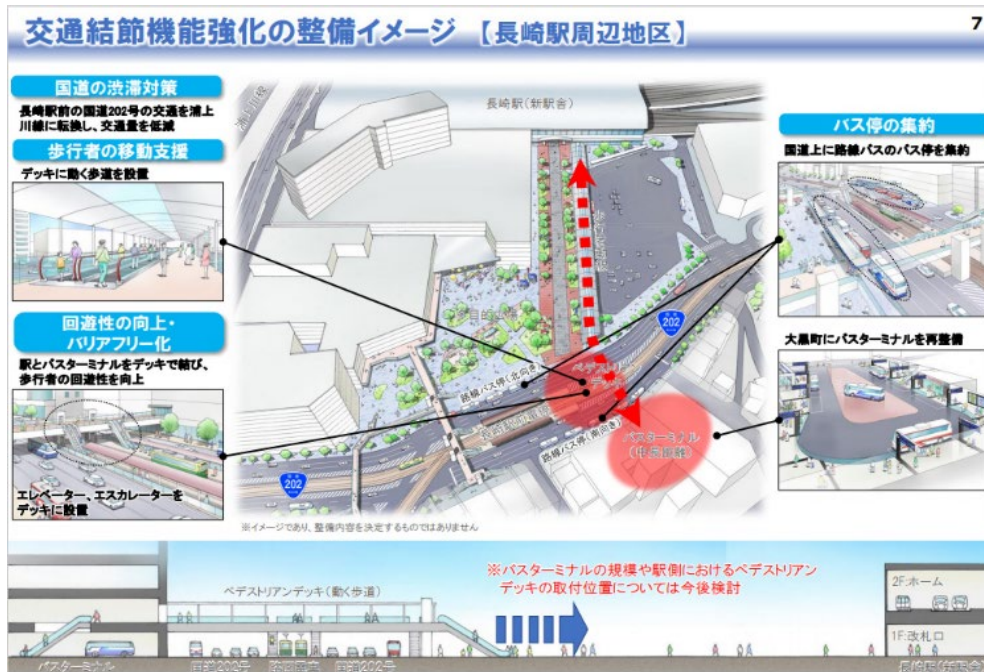 交通結節機能強化の整備イメージ 【長崎駅周辺地区】
7
国道の渋滞対策
長崎駅前の国道202号の交通を浦上
川線に転換し、交通量を低減
歩行者の移動支援
デッキに動く歩道を設置
回遊性の向上・
バリアフリー化
駅とバスターミナルをデッキで結び、
歩行者の回遊性を向上
エレベーター、エスカレーターを
デッキに設置
長崎駅(新駅舎)
202
ペデストリアン
デッキ
路線バス停(北向き)
路線バス停(南向き)
バスターミナル
202
※イメージであり、整備内容を決定するものではありません
バス停の集約
国道上に路線バスのバス停を集約
大黒町にバスターミナルを再整備
※バスターミナルの規模や駅側におけるペデストリアン
デッキの取付位置については今後検討
ペデストリアンデッキ(動く歩道)
2F:ホーム
1F:改札口
バスターミナル
国道202号
国道202号
長崎駅(新駅舎)